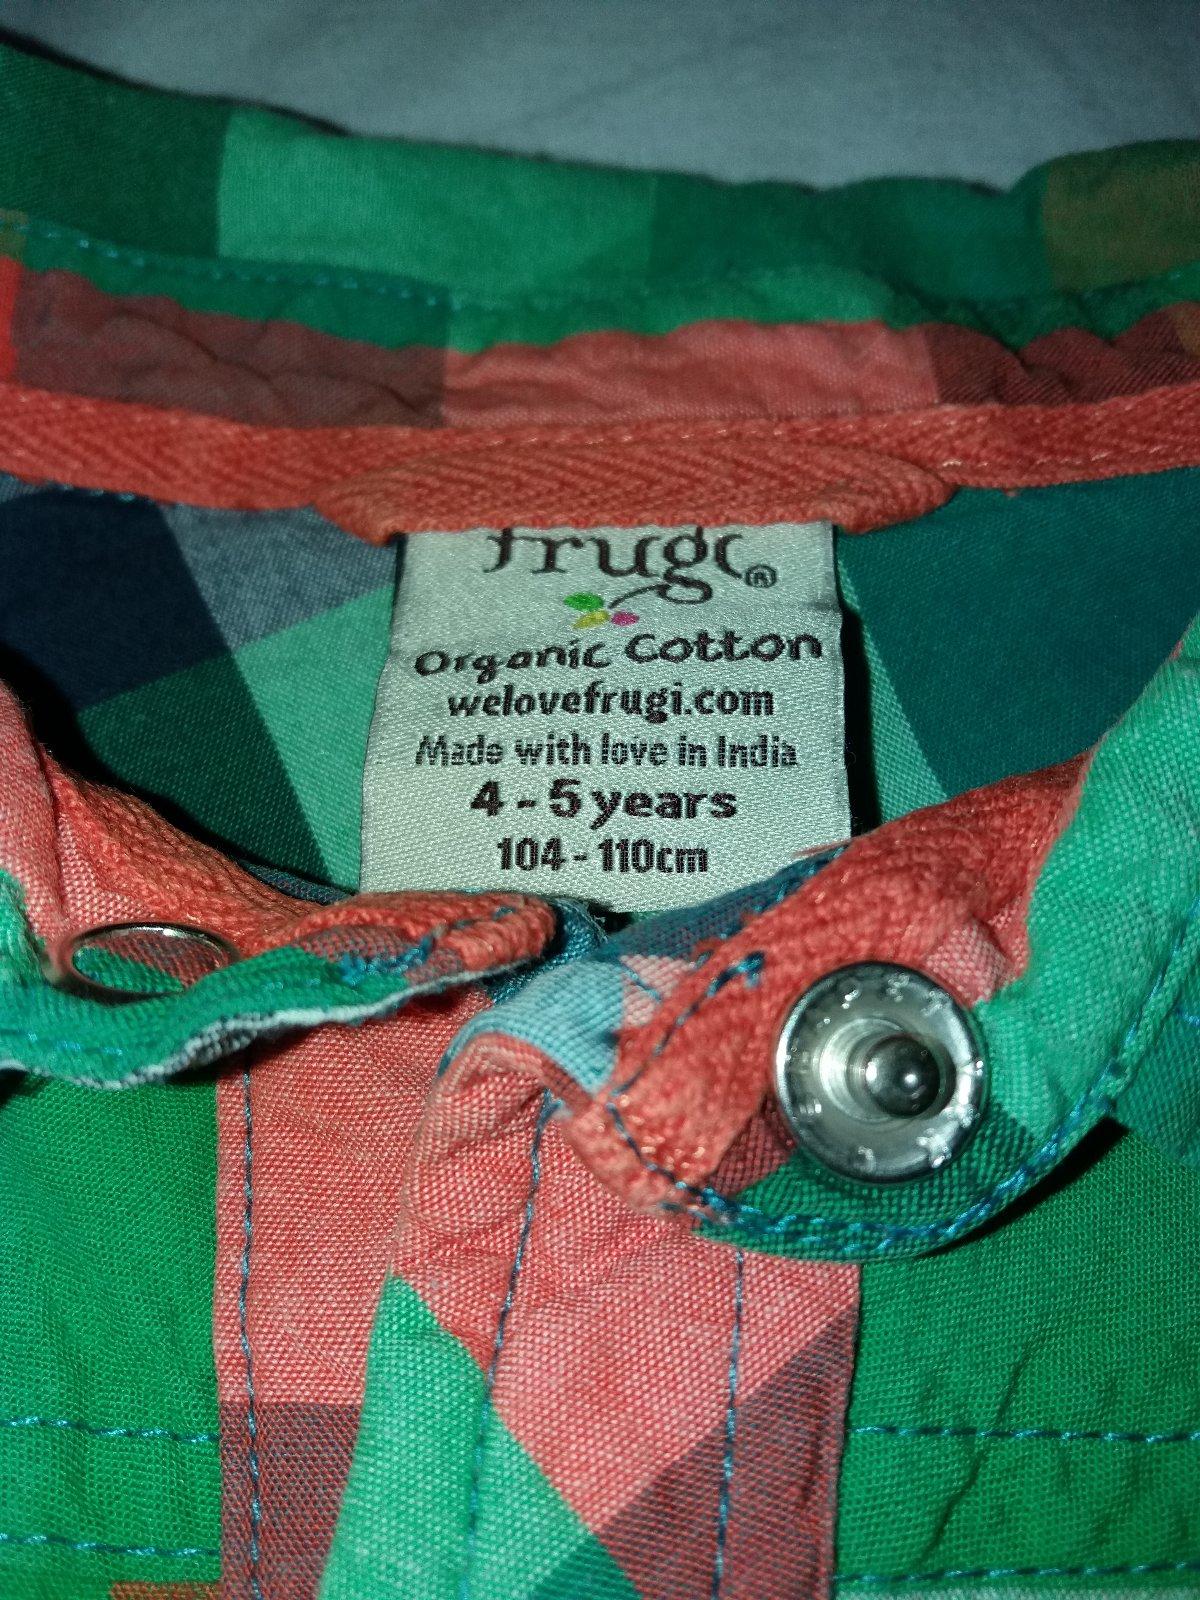 frugi®
Organic Cotton
welovefrugi.com
Made with love in India
4 - 5 years
104 - 110cm